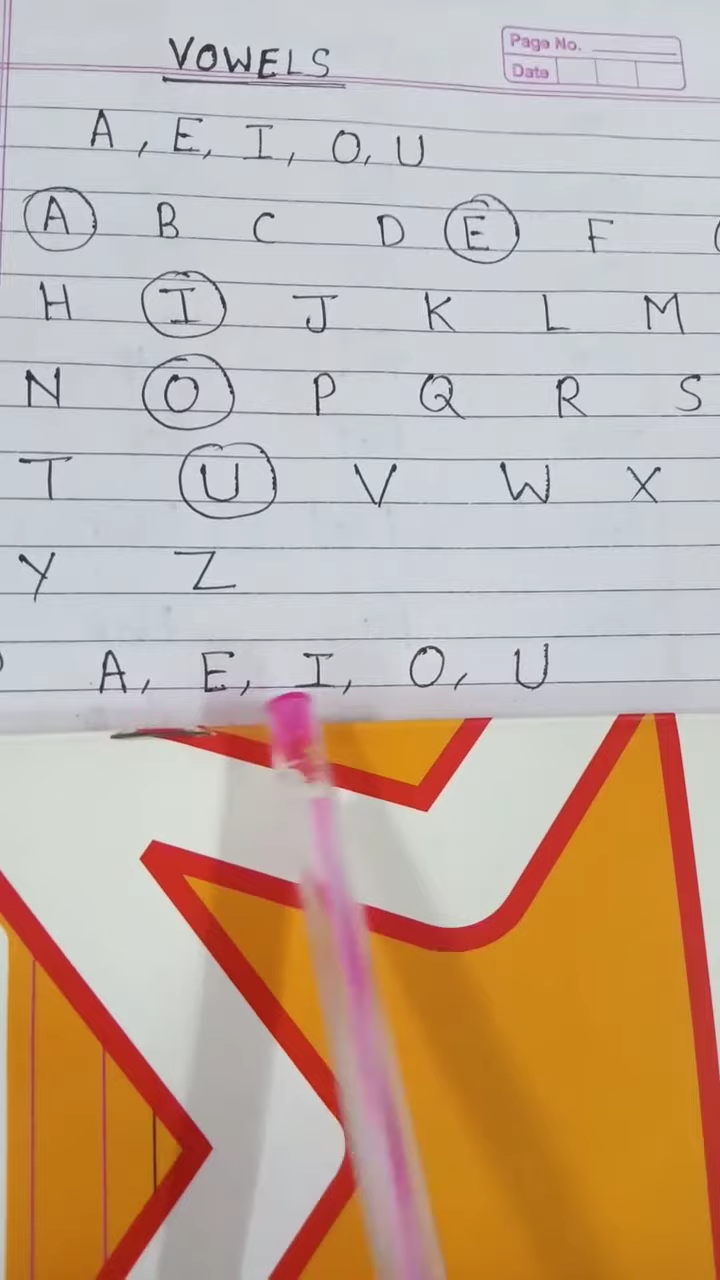 VOWELS
Page No.
Date
A, E, I, O, U
A B C D E F
H I J K L M
N O P Q R S
T U V W X
Y Z
A, E, I, O, U